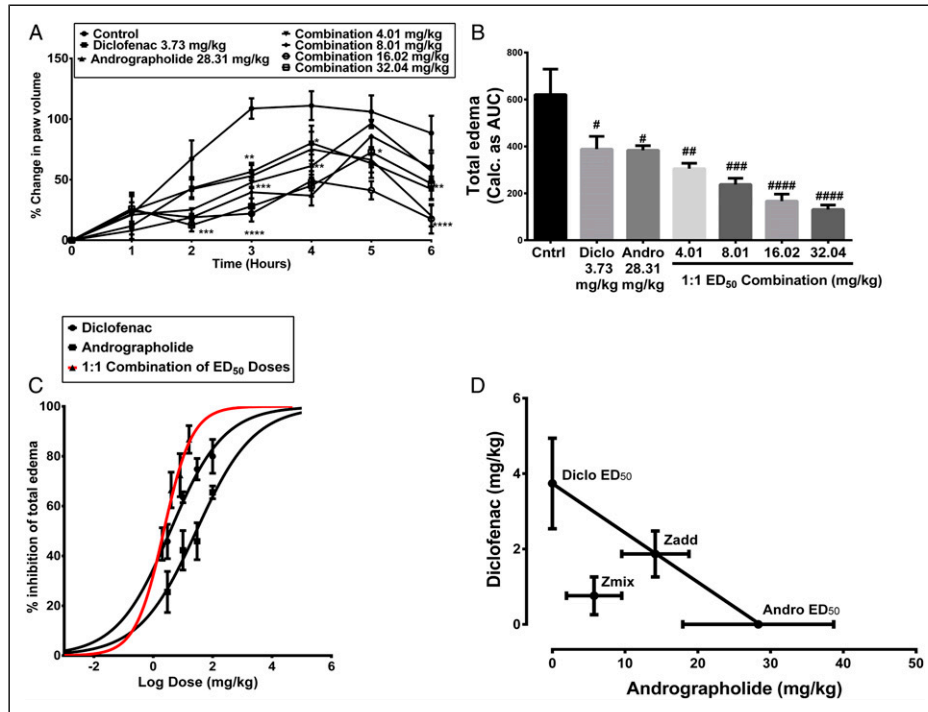 A
Control
Diclofenac 3.73 mg/kg
Andrographolide 28.31 mg/kg
Combination 4.01 mg/kg
Combination 8.01 mg/kg
Combination 16.02 mg/kg
Combination 32.04 mg/kg
% Change in paw volume
150
100
50
0
**
***
****
***
*
**
*
**
****
0 1 2 3 4 5 6
Time (Hours)
B
Total edema
(Calc. as AUC)
800
600
400
200
0
# # ## ### #### ####
Cntrl Diclo Andro 4.01 8.01 16.02 32.04
3.73 28.31
mg/kg mg/kg
1:1 ED50 Combination (mg/kg)
Diclofenac
Andrographolide
1:1 Combination of ED50 Doses
C
% inhibition of total edema
100
80
60
40
20
0
-2 0 2 4 6
Log Dose (mg/kg)
D
Diclofenac (mg/kg)
6
4
2
0
Diclo ED50
Zadd
Zmix
Andro ED50
0 10 20 30 40 50
Andrographolide (mg/kg)